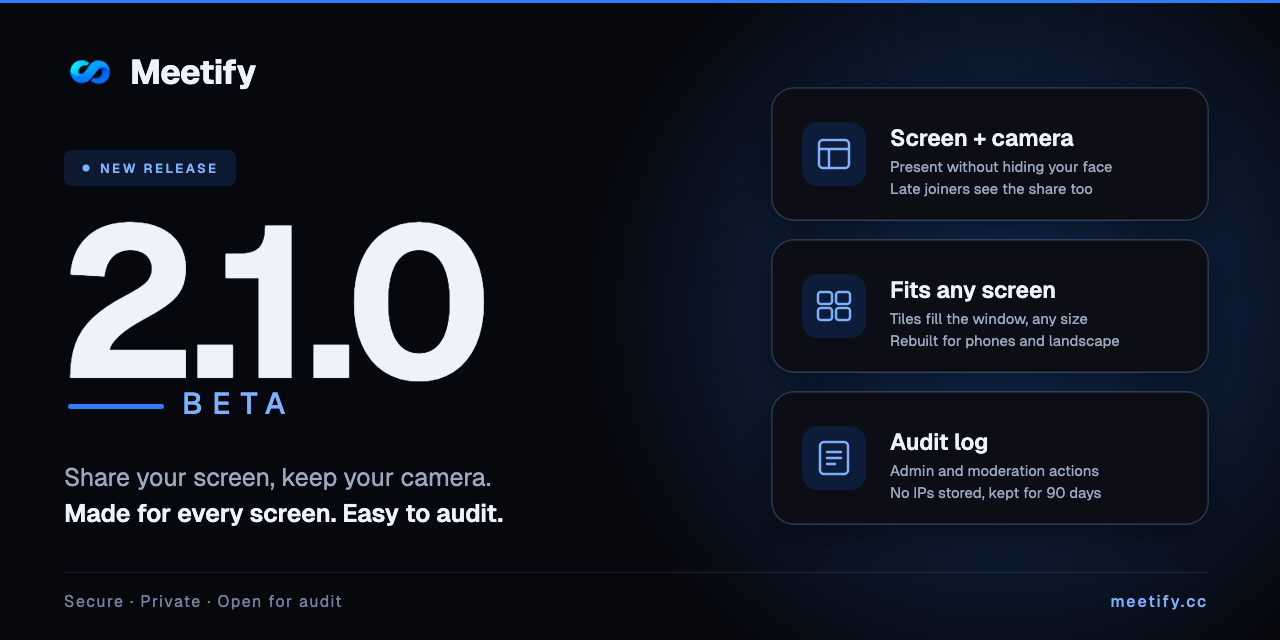 Meetify
NEW RELEASE
2.1.0
BETA
Share your screen, keep your camera.
Made for every screen. Easy to audit.
Screen + camera
Present without hiding your face
Late joiners see the share too
Fits any screen
Tiles fill the window, any size
Rebuilt for phones and landscape
Audit log
Admin and moderation actions
No IPs stored, kept for 90 days
Secure · Private · Open for audit
meetify.cc